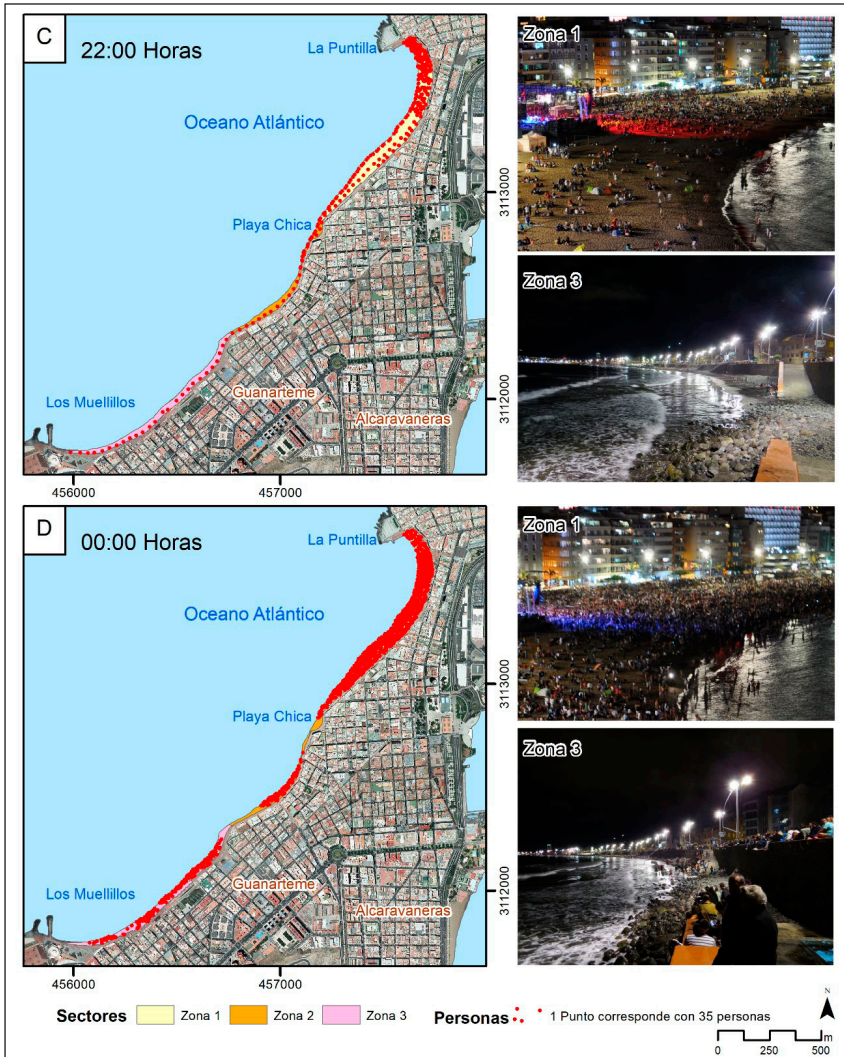 C
22:00 Horas
La Puntilla
Oceano Atlántico
Playa Chica
Los Muellillos
Guanarteme
Alcaravaneras
3113000
3112000
456000
457000
Zona 1
Zona 3
D
00:00 Horas
La Puntilla
Oceano Atlántico
Playa Chica
Los Muellillos
Guanarteme
Alcaravaneras
3113000
3112000
456000
457000
Zona 1
Zona 3
Sectores
Zona 1
Zona 2
Zona 3
Personas
1 Punto corresponde con 35 personas
N
m
0
250
500